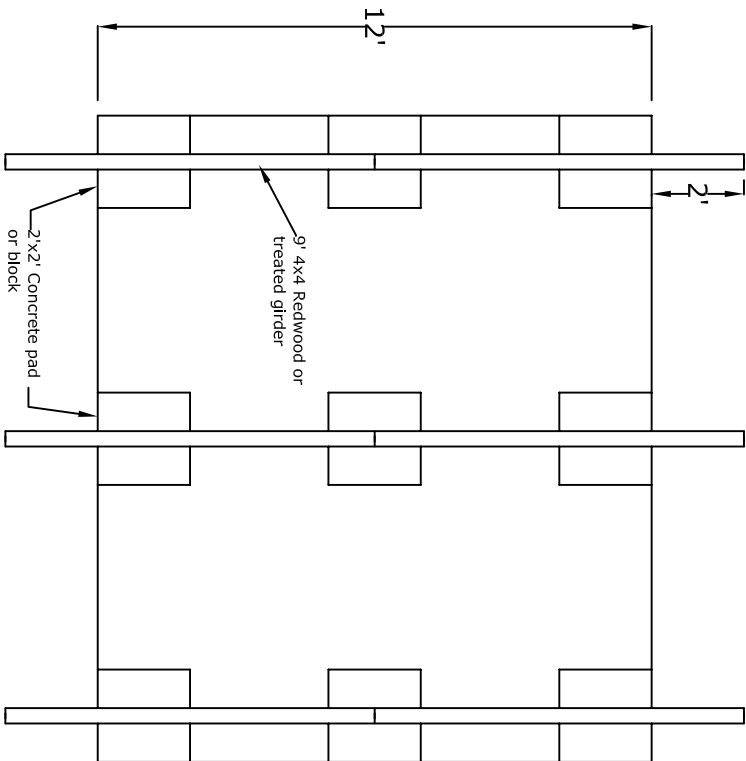 12'
2'
9' 4x4 Redwood or
treated girder
2'x2' Concrete pad
or block